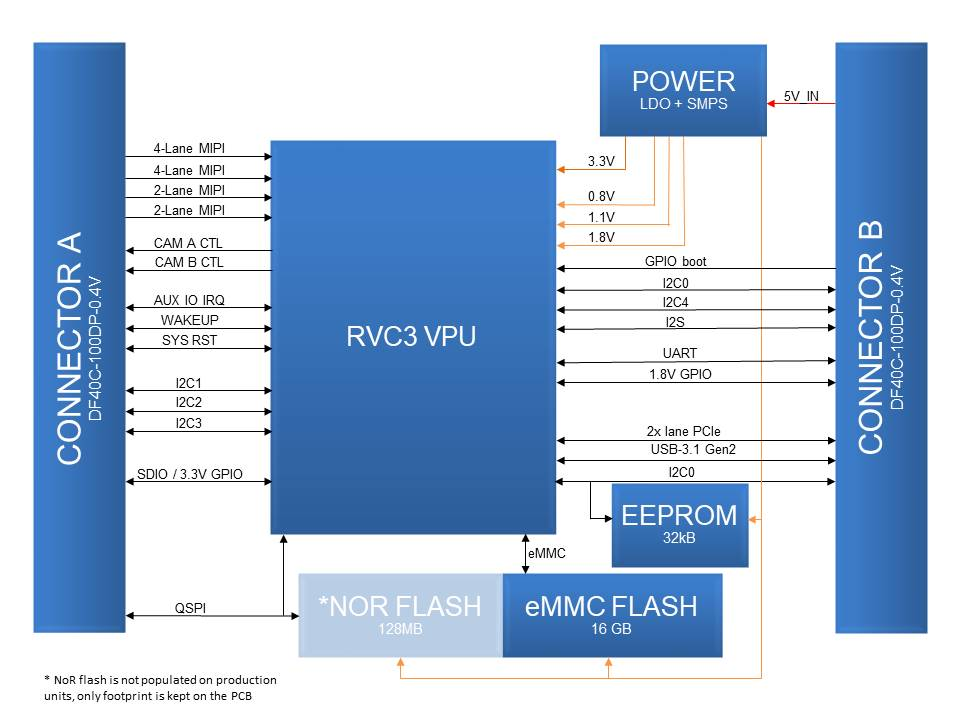 CONNECTOR A
DF40C-100DP-0.4V
4-Lane MIPI
4-Lane MIPI
2-Lane MIPI
2-Lane MIPI
CAM A CTL
CAM B CTL
AUX IO IRQ
WAKEUP
SYS RST
I2C1
I2C2
I2C3
SDIO / 3.3V GPIO
QSPI
RVC3 VPU
POWER
LDO + SMPS
5V_IN
3.3V
0.8V
1.1V
1.8V
GPIO boot
I2C0
I2C4
I2S
UART
1.8V GPIO
2x lane PCIe
USB-3.1 Gen2
I2C0
EEPROM
32kB
eMMC
*NOR FLASH
128MB
eMMC FLASH
16 GB
CONNECTOR B
DF40C-100DP-0.4V
* NoR flash is not populated on production
units, only footprint is kept on the PCB